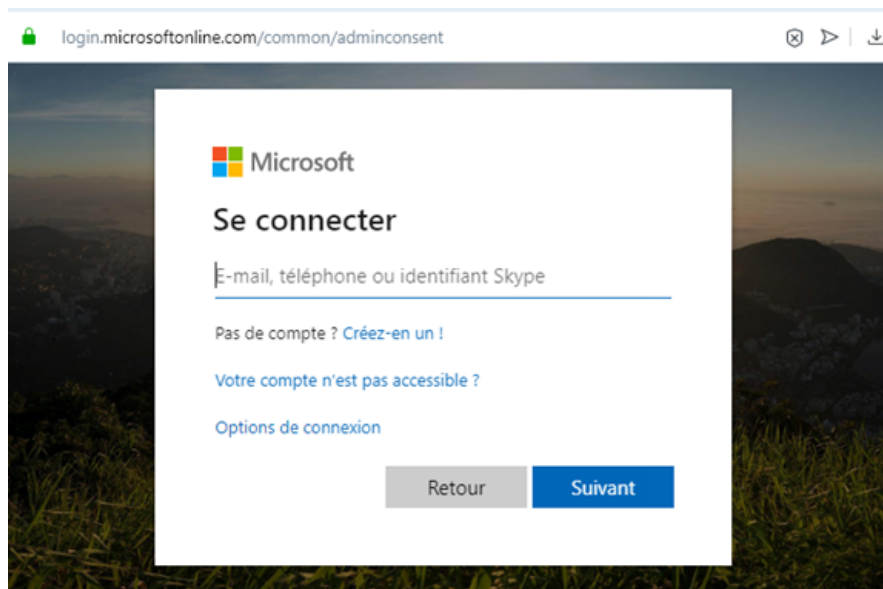 login.microsoftonline.com/common/adminconsent
Microsoft
Se connecter
E-mail, téléphone ou identifiant Skype
Pas de compte ? Créez-en un !
Votre compte n'est pas accessible ?
Options de connexion
Retour Suivant